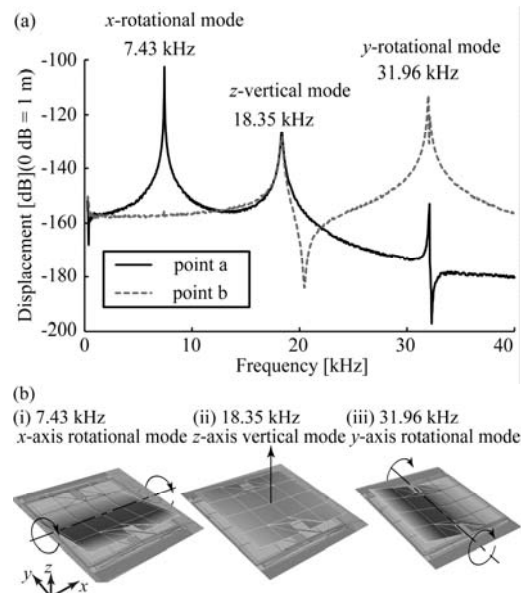 (a)
x-rotational mode
7.43 kHz
z-vertical mode
18.35 kHz
y-rotational mode
31.96 kHz
Displacement [dB](0 dB = 1 m)
-100
-120
-140
-160
-180
-200
point a
point b
0 10 20 30 40
Frequency [kHz]
(b)
(i) 7.43 kHz (ii) 18.35 kHz (iii) 31.96 kHz
x-axis rotational mode z-axis vertical mode y-axis rotational mode
y z x